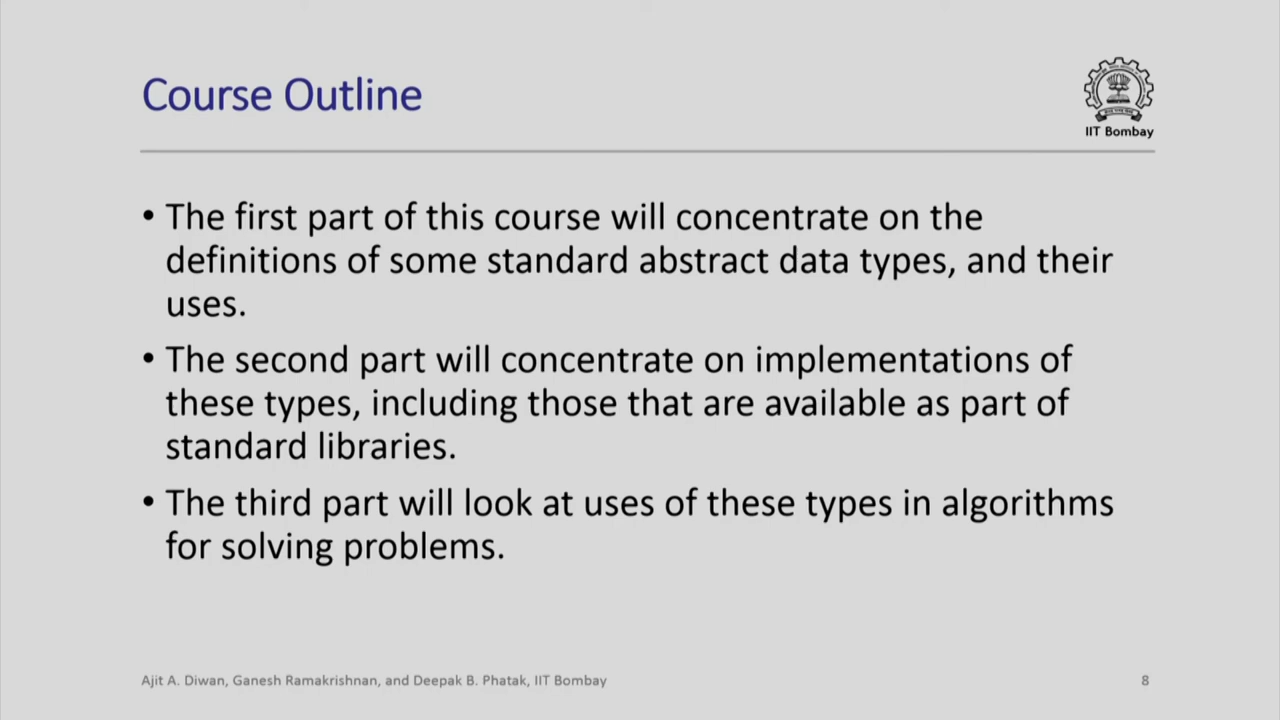 Course Outline
IIT Bombay
• The first part of this course will concentrate on the
definitions of some standard abstract data types, and their
uses.
• The second part will concentrate on implementations of
these types, including those that are available as part of
standard libraries.
• The third part will look at uses of these types in algorithms
for solving problems.
Ajit A. Diwan, Ganesh Ramakrishnan, and Deepak B. Phatak, IIT Bombay
8